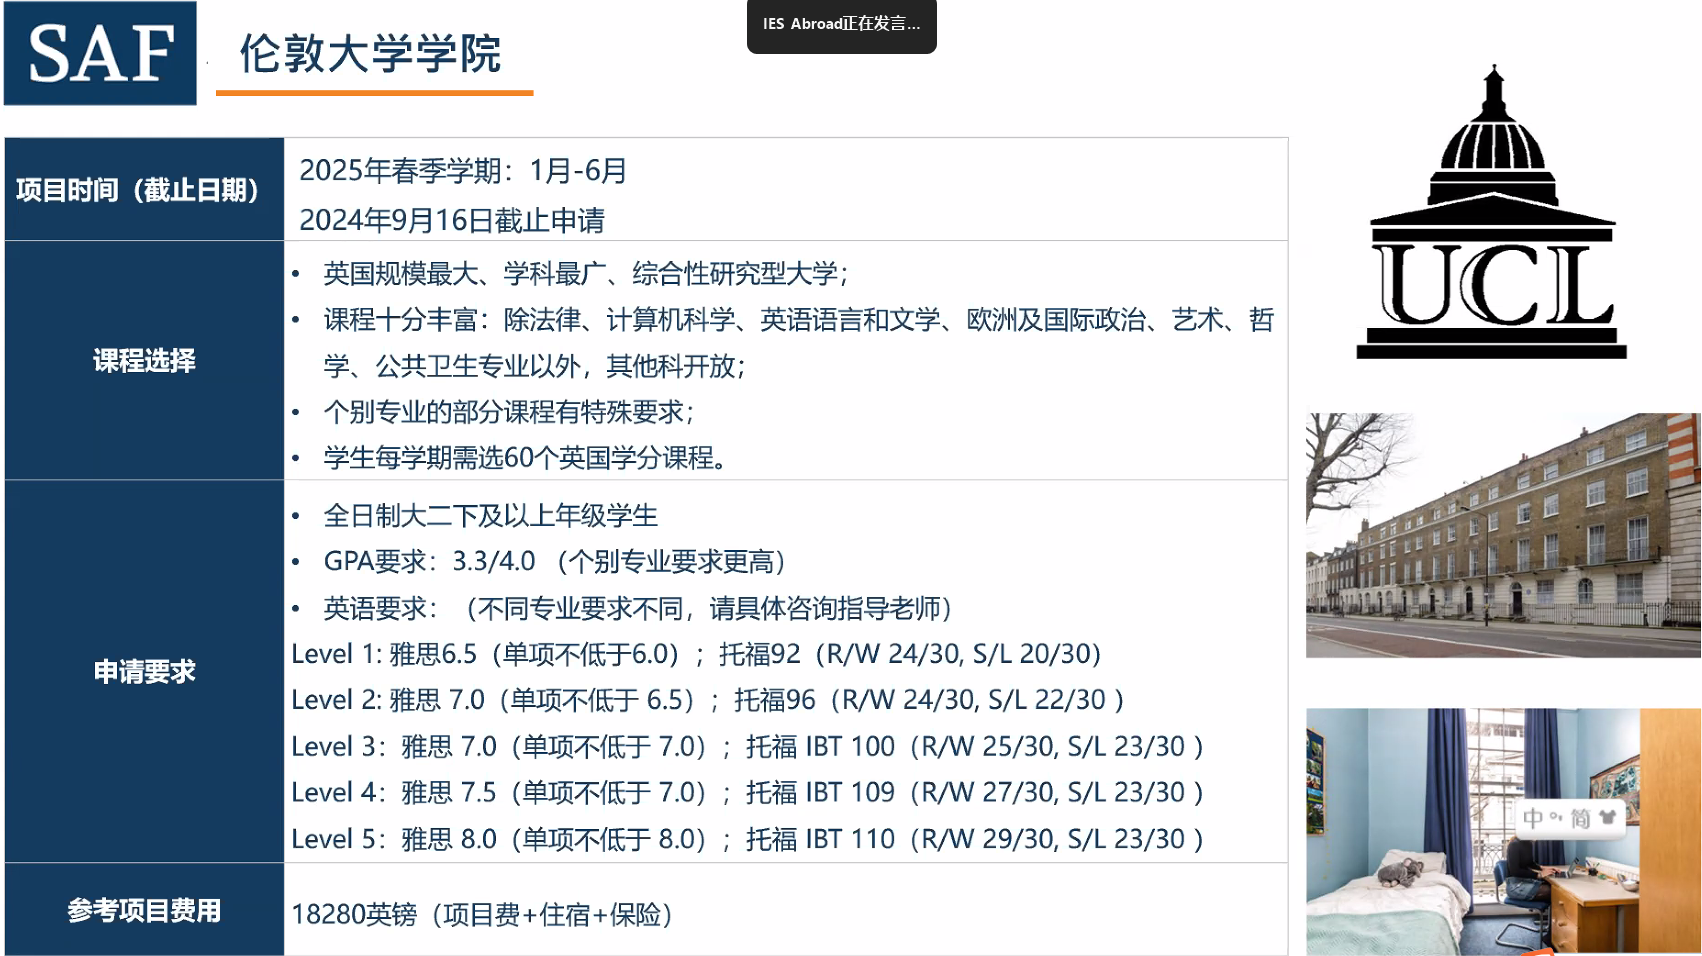 SAF
伦敦大学学院
IES Abroad正在发言...
项目时间（截止日期）
2025年春季学期：1月-6月
2024年9月16日截止申请
课程选择
• 英国规模最大、学科最广、综合性研究型大学；
• 课程十分丰富：除法律、计算机科学、英语语言和文学、欧洲及国际政治、艺术、哲
学、公共卫生专业以外，其他科开放；
• 个别专业的部分课程有特殊要求；
• 学生每学期需选60个英国学分课程。
申请要求
• 全日制大二下及以上年级学生
• GPA要求：3.3/4.0 （个别专业要求更高）
• 英语要求：（不同专业要求不同，请具体咨询指导老师）
Level 1: 雅思6.5（单项不低于6.0）；托福92（R/W 24/30, S/L 20/30）
Level 2: 雅思 7.0（单项不低于 6.5）；托福96（R/W 24/30, S/L 22/30 ）
Level 3：雅思 7.0（单项不低于 7.0）；托福 IBT 100（R/W 25/30, S/L 23/30 ）
Level 4：雅思 7.5（单项不低于 7.0）；托福 IBT 109（R/W 27/30, S/L 23/30 ）
Level 5：雅思 8.0（单项不低于 8.0）；托福 IBT 110（R/W 29/30, S/L 23/30 ）
参考项目费用
18280英镑（项目费+住宿+保险）
UCL
中 简